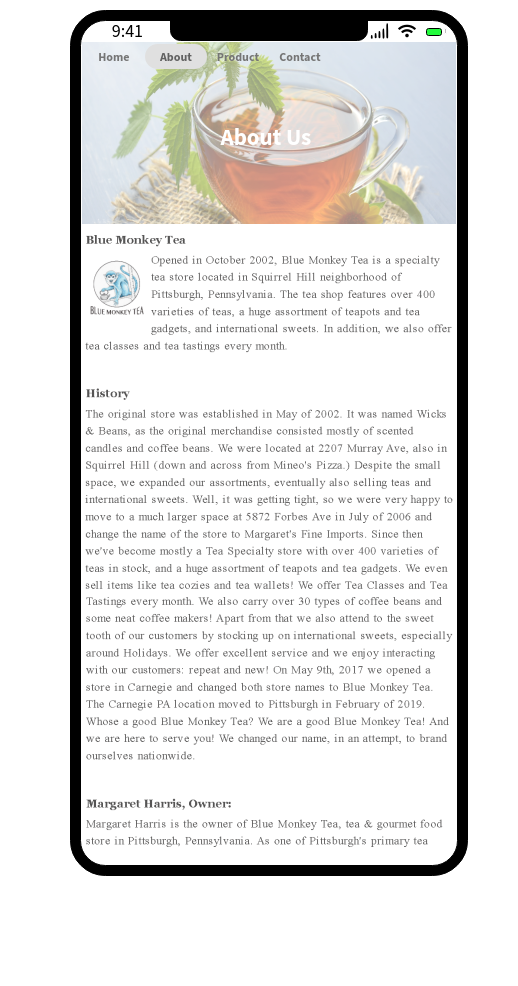 9:41
Home About Product Contact
About Us
Blue Monkey Tea
BLUE MONKEY TEA
Opened in October 2002, Blue Monkey Tea is a specialty
tea store located in Squirrel Hill neighborhood of
Pittsburgh, Pennsylvania. The tea shop features over 400
varieties of teas, a huge assortment of teapots and tea
gadgets, and international sweets. In addition, we also offer
tea classes and tea tastings every month.
History
The original store was established in May of 2002. It was named Wicks
& Beans, as the original merchandise consisted mostly of scented
candles and coffee beans. We were located at 2207 Murray Ave, also in
Squirrel Hill (down and across from Mineo's Pizza.) Despite the small
space, we expanded our assortments, eventually also selling teas and
international sweets. Well, it was getting tight, so we were very happy to
move to a much larger space at 5872 Forbes Ave in July of 2006 and
change the name of the store to Margaret's Fine Imports. Since then
we've become mostly a Tea Specialty store with over 400 varieties of
teas in stock, and a huge assortment of teapots and tea gadgets. We even
sell items like tea cozies and tea wallets! We offer Tea Classes and Tea
Tastings every month. We also carry over 30 types of coffee beans and
some neat coffee makers! Apart from that we also attend to the sweet
tooth of our customers by stocking up on international sweets, especially
around Holidays. We offer excellent service and we enjoy interacting
with our customers: repeat and new! On May 9th, 2017 we opened a
store in Carnegie and changed both store names to Blue Monkey Tea.
The Carnegie PA location moved to Pittsburgh in February of 2019.
Whose a good Blue Monkey Tea? We are a good Blue Monkey Tea! And
we are here to serve you! We changed our name, in an attempt, to brand
ourselves nationwide.
Margaret Harris, Owner:
Margaret Harris is the owner of Blue Monkey Tea, tea & gourmet food
store in Pittsburgh, Pennsylvania. As one of Pittsburgh's primary tea